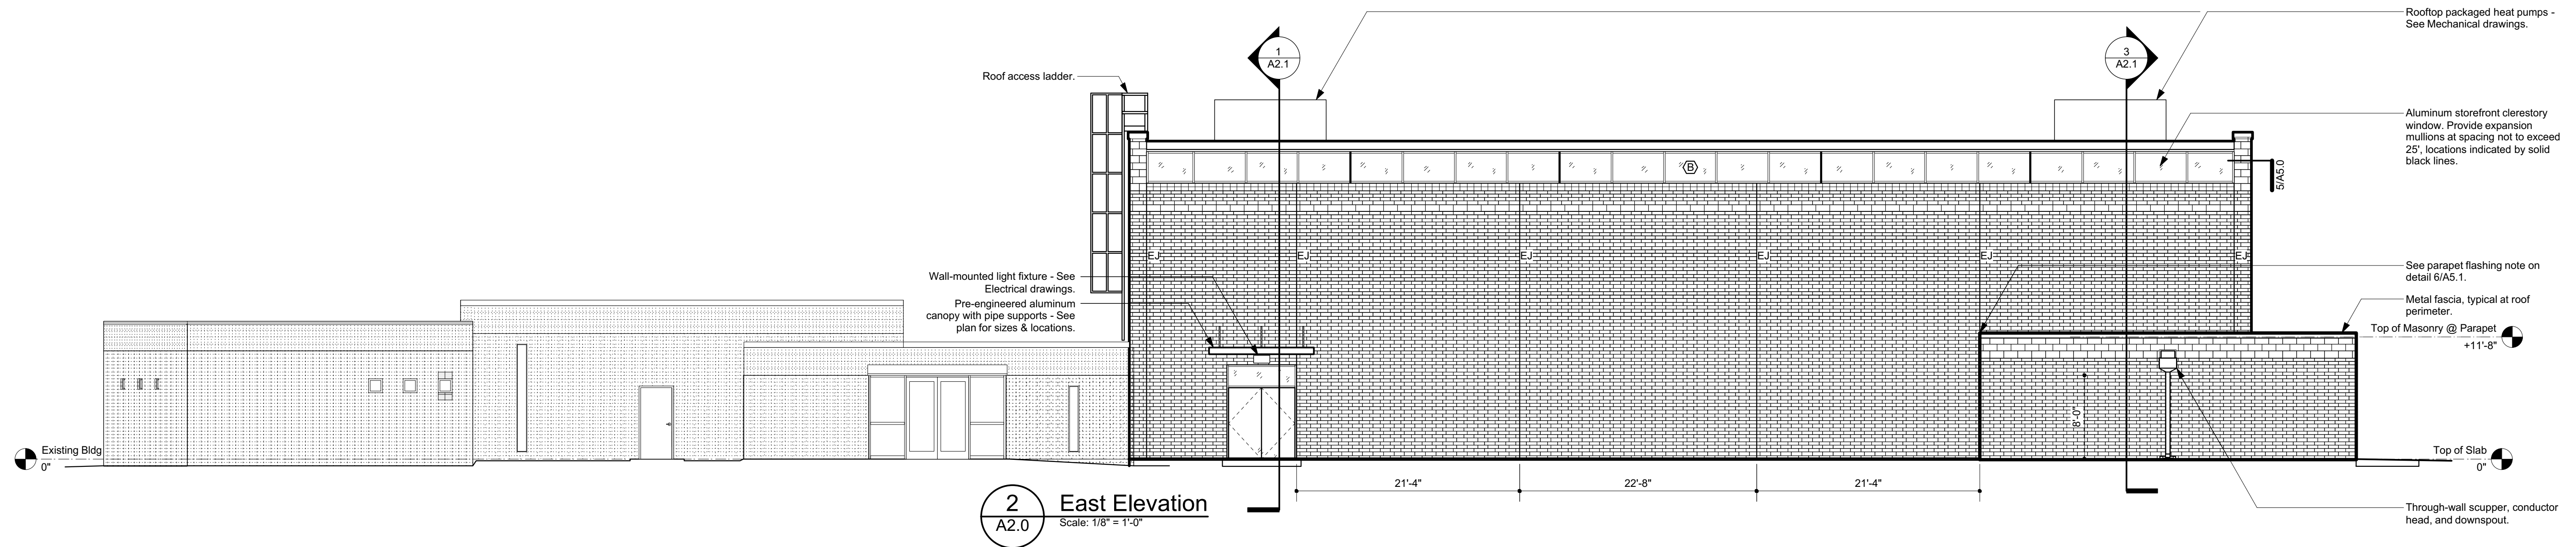 Rooftop packaged heat pumps -
See Mechanical drawings.
1
A2.1
3
A2.1
Roof access ladder.
Aluminum storefront clerestory
window. Provide expansion
mullions at spacing not to exceed
25', locations indicated by solid
black lines.
B
5/A5.0
EJ
EJ
EJ
EJ
EJ
EJ
See parapet flashing note on
detail 6/A5.1.
Wall-mounted light fixture - See
Electrical drawings.
Pre-engineered aluminum
canopy with pipe supports - See
plan for sizes & locations.
Metal fascia, typical at roof
perimeter.
Top of Masonry @ Parapet
+11'-8"
8'-0"
Existing Bldg
0"
Top of Slab
0"
21'-4"
22'-8"
21'-4"
2
A2.0
East Elevation
Scale: 1/8" = 1'-0"
Through-wall scupper, conductor
head, and downspout.